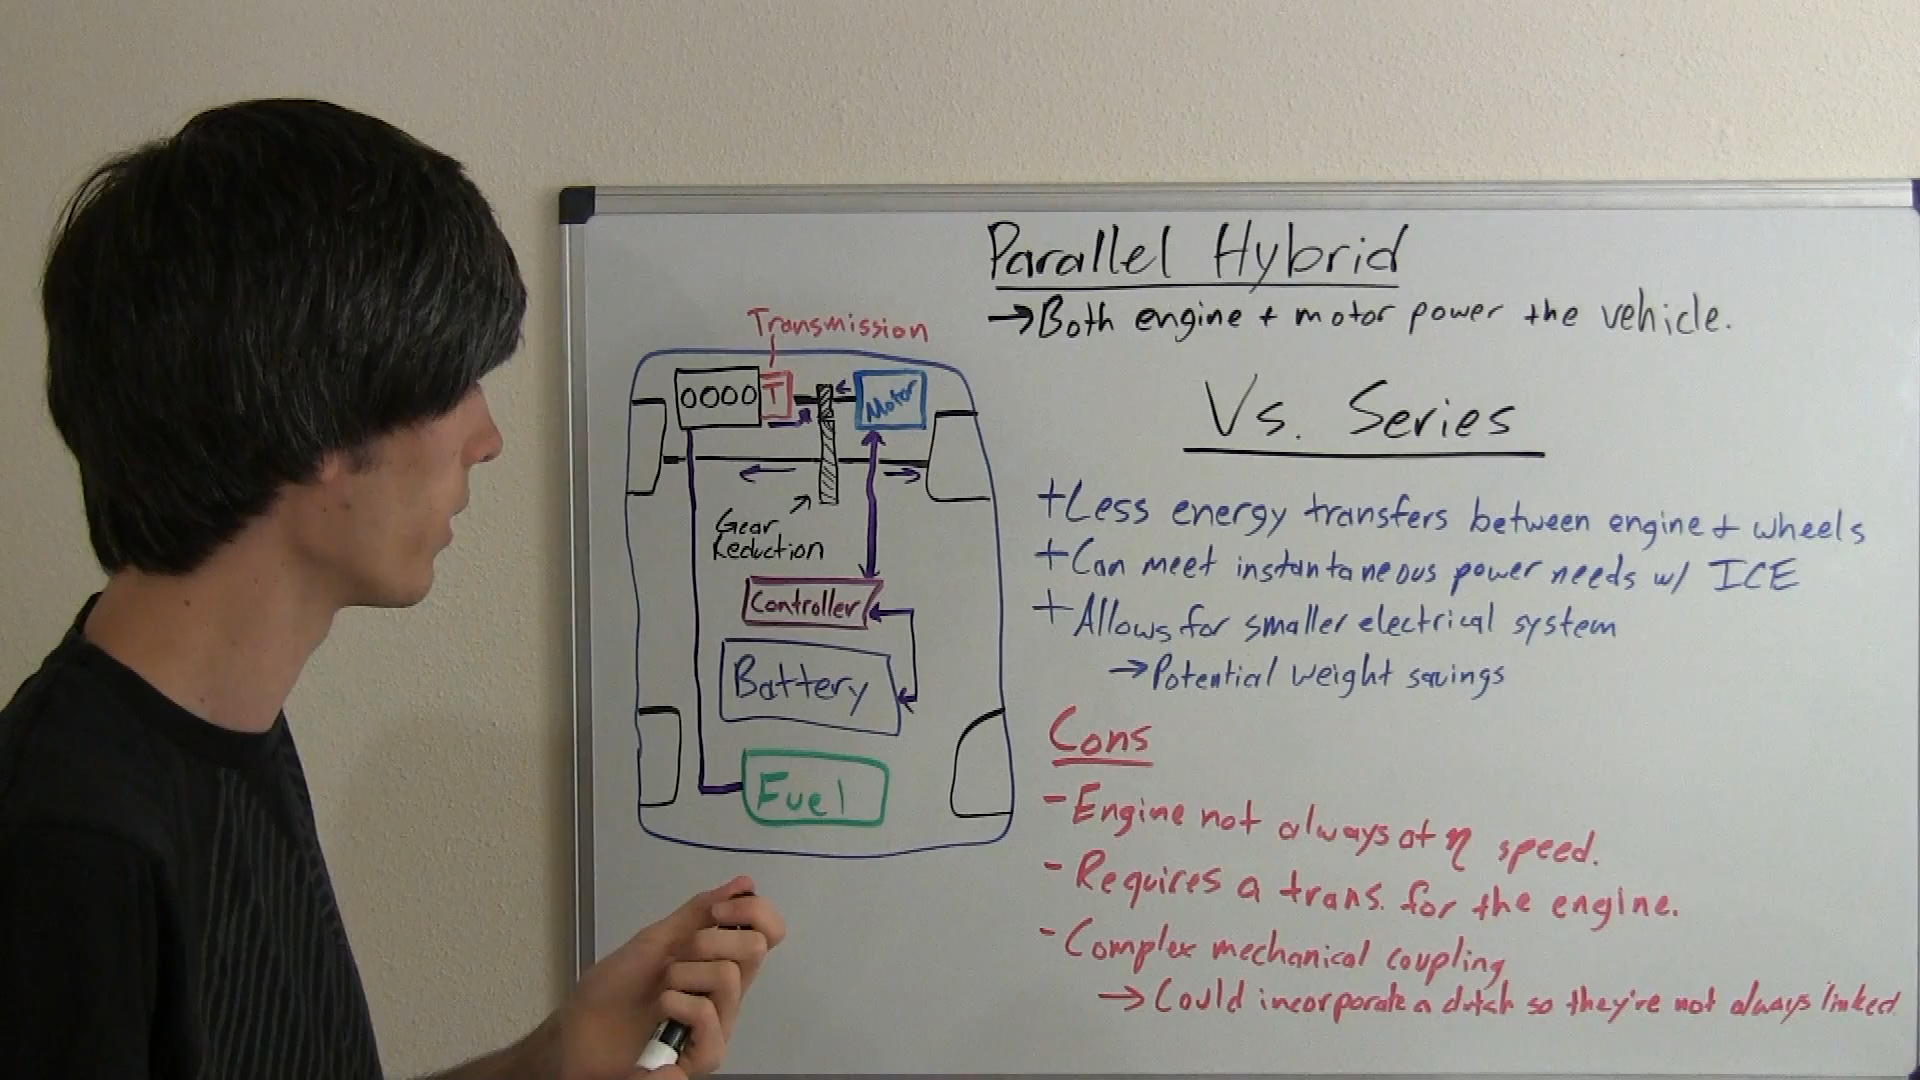 Parallel Hybrid
→Both engine + motor power the vehicle.
Vs. Series
+Less energy transfers between engine + wheels
+Can meet instantaneous power needs w/ ICE
+Allows for smaller electrical system
→Potential weight savings
Cons
-Engine not always at η speed.
-Requires a trans. for the engine.
-Complex mechanical coupling
→Could incorporate a clutch so they're not always linked
Transmission
T
Motor
Gear
Reduction
Controller
Battery
Fuel